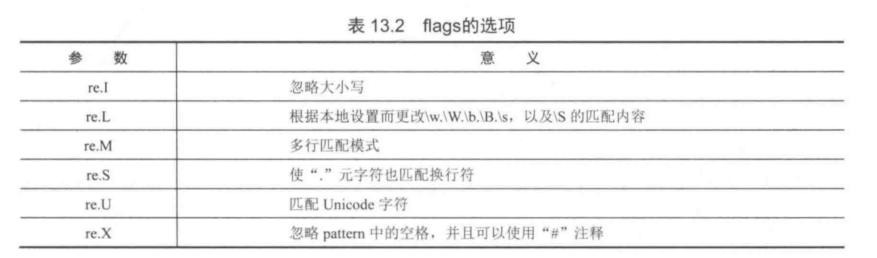 表 13.2 flags的选项
参 数 意 义
re.I 忽略大小写
re.L 根据本地设置而更改\w.\W.\b.\B.\s，以及\S 的匹配内容
re.M 多行匹配模式
re.S 使“.”元字符也匹配换行符
re.U 匹配 Unicode 字符
re.X 忽略 pattern 中的空格，并且可以使用“#”注释